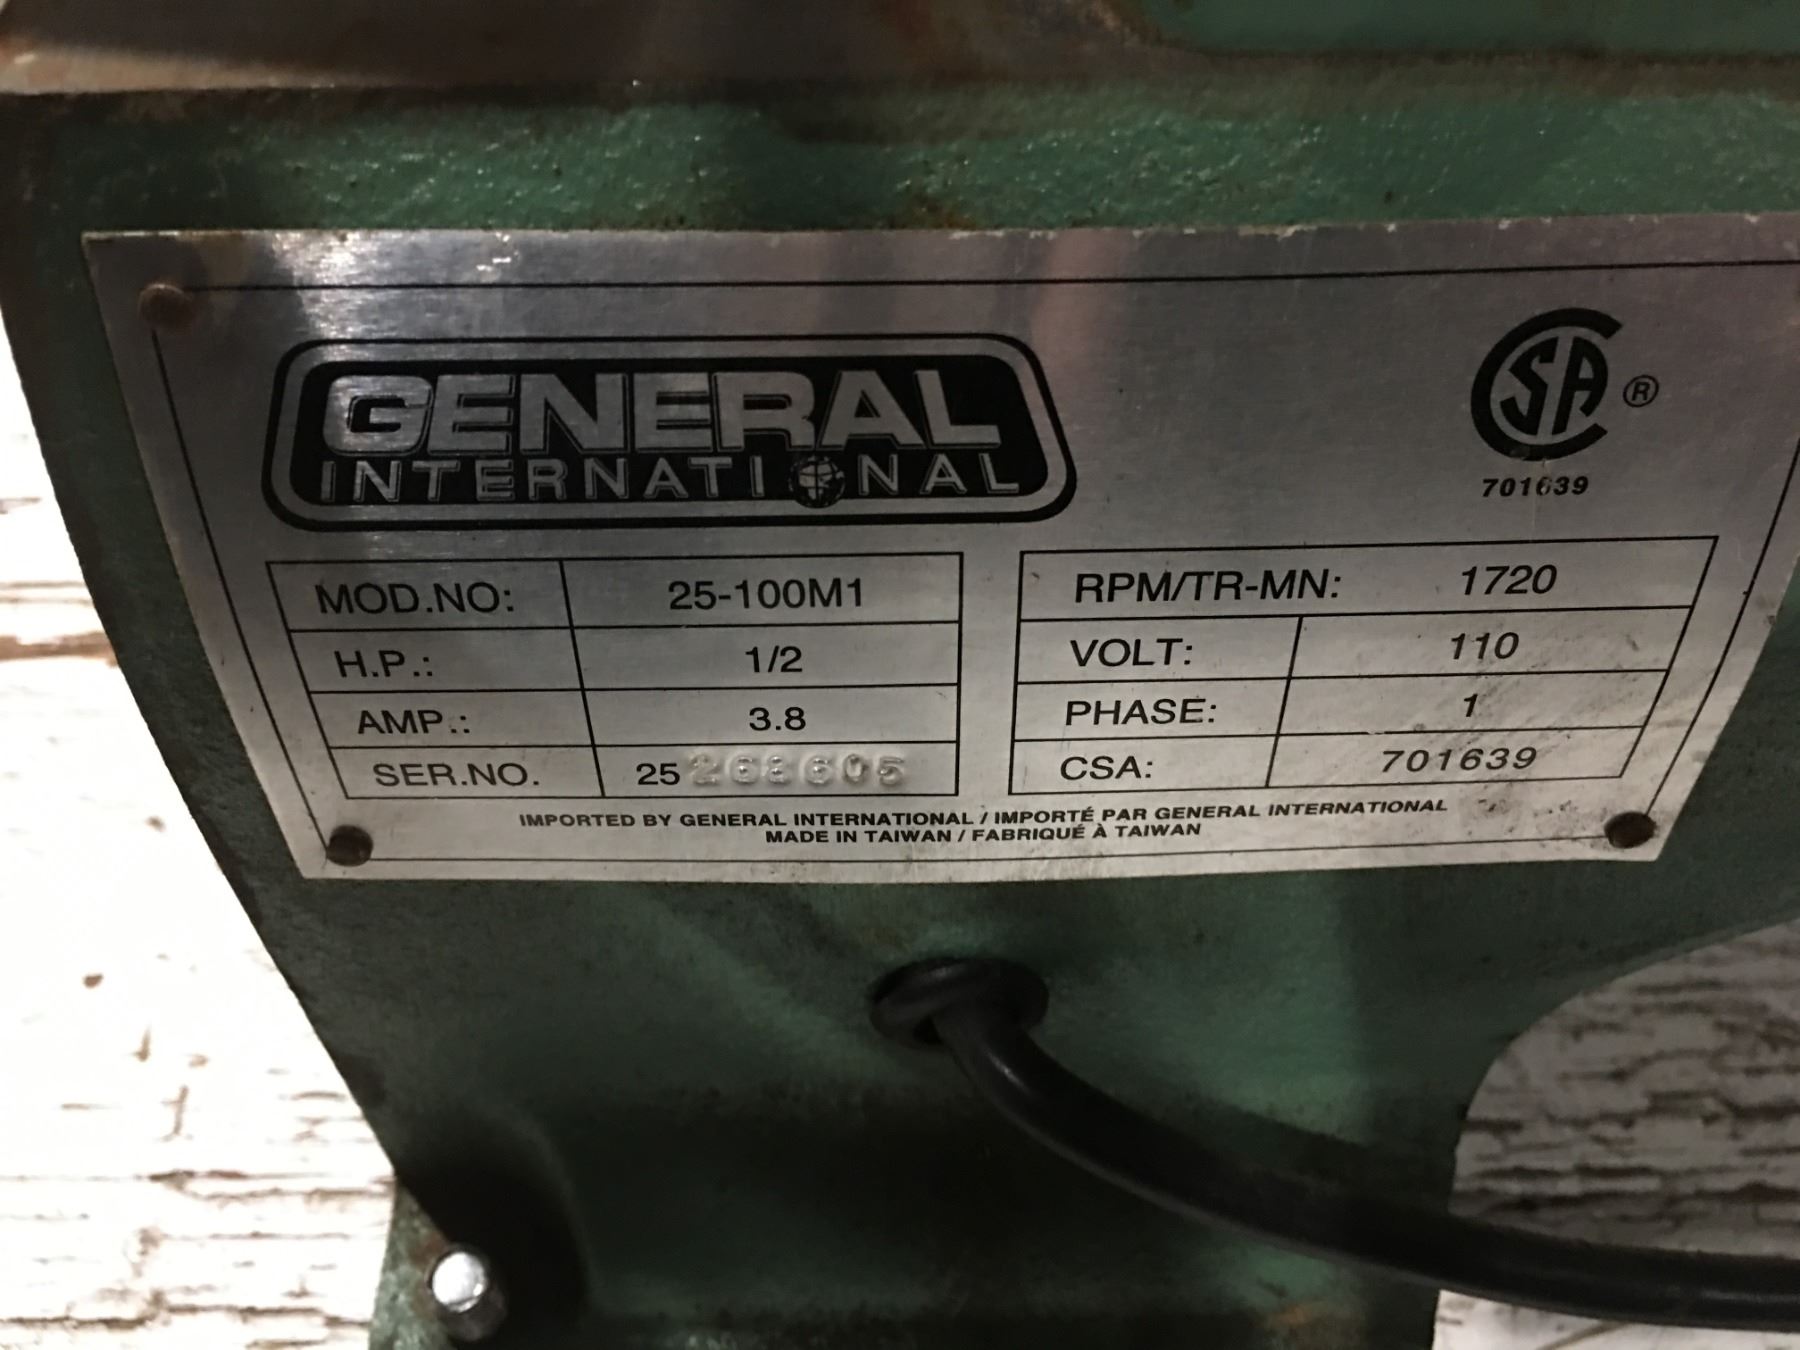 GENERAL
INTERNATIONAL
CSA ®
701639
MOD.NO: 25-100M1
H.P.: 1/2
AMP.: 3.8
SER.NO. 25
RPM/TR-MN: 1720
VOLT: 110
PHASE: 1
CSA: 701639
IMPORTED BY GENERAL INTERNATIONAL / IMPORTÉ PAR GENERAL INTERNATIONAL
MADE IN TAIWAN / FABRIQUÉ À TAIWAN